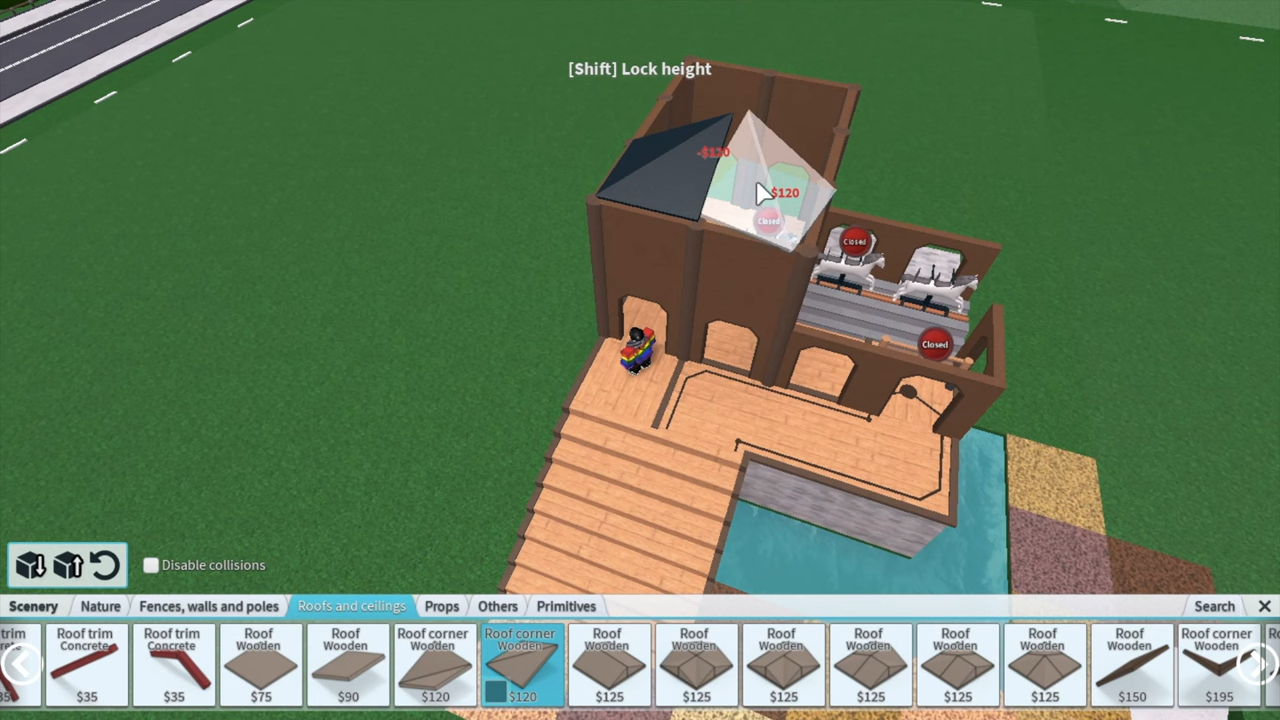 [Shift] Lock height
-$120
$120
Closed
Closed
Closed
Disable collisions
Scenery Nature Fences, walls and poles Roofs and ceilings Props Others Primitives Search
trim
Roof trim
Concrete
$35
Roof trim
Concrete
$35
Roof
Wooden
$75
Roof
Wooden
$90
Roof corner
Wooden
$120
Roof corner
Wooden
$120
Roof
Wooden
$125
Roof
Wooden
$125
Roof
Wooden
$125
Roof
Wooden
$125
Roof
Wooden
$125
Roof
Wooden
$125
Roof
Wooden
$150
Roof corner
Wooden
$195